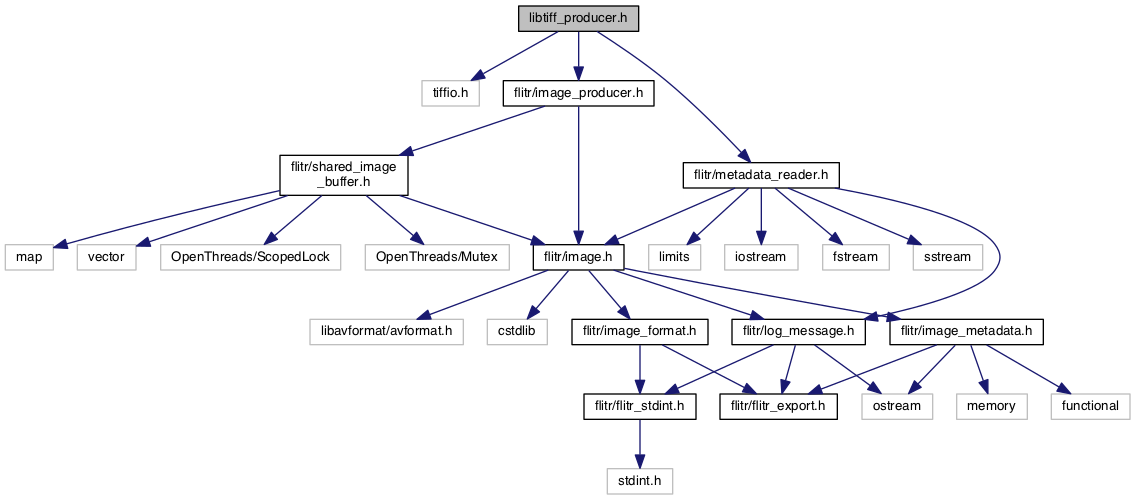 libtiff_producer.h
tiffio.h
flitr/image_producer.h
flitr/shared_image
_buffer.h
flitr/metadata_reader.h
map
vector
OpenThreads/ScopedLock
OpenThreads/Mutex
flitr/image.h
limits
iostream
fstream
sstream
libavformat/avformat.h
cstdlib
flitr/image_format.h
flitr/log_message.h
flitr/image_metadata.h
flitr/flitr_stdint.h
flitr/flitr_export.h
ostream
memory
functional
stdint.h